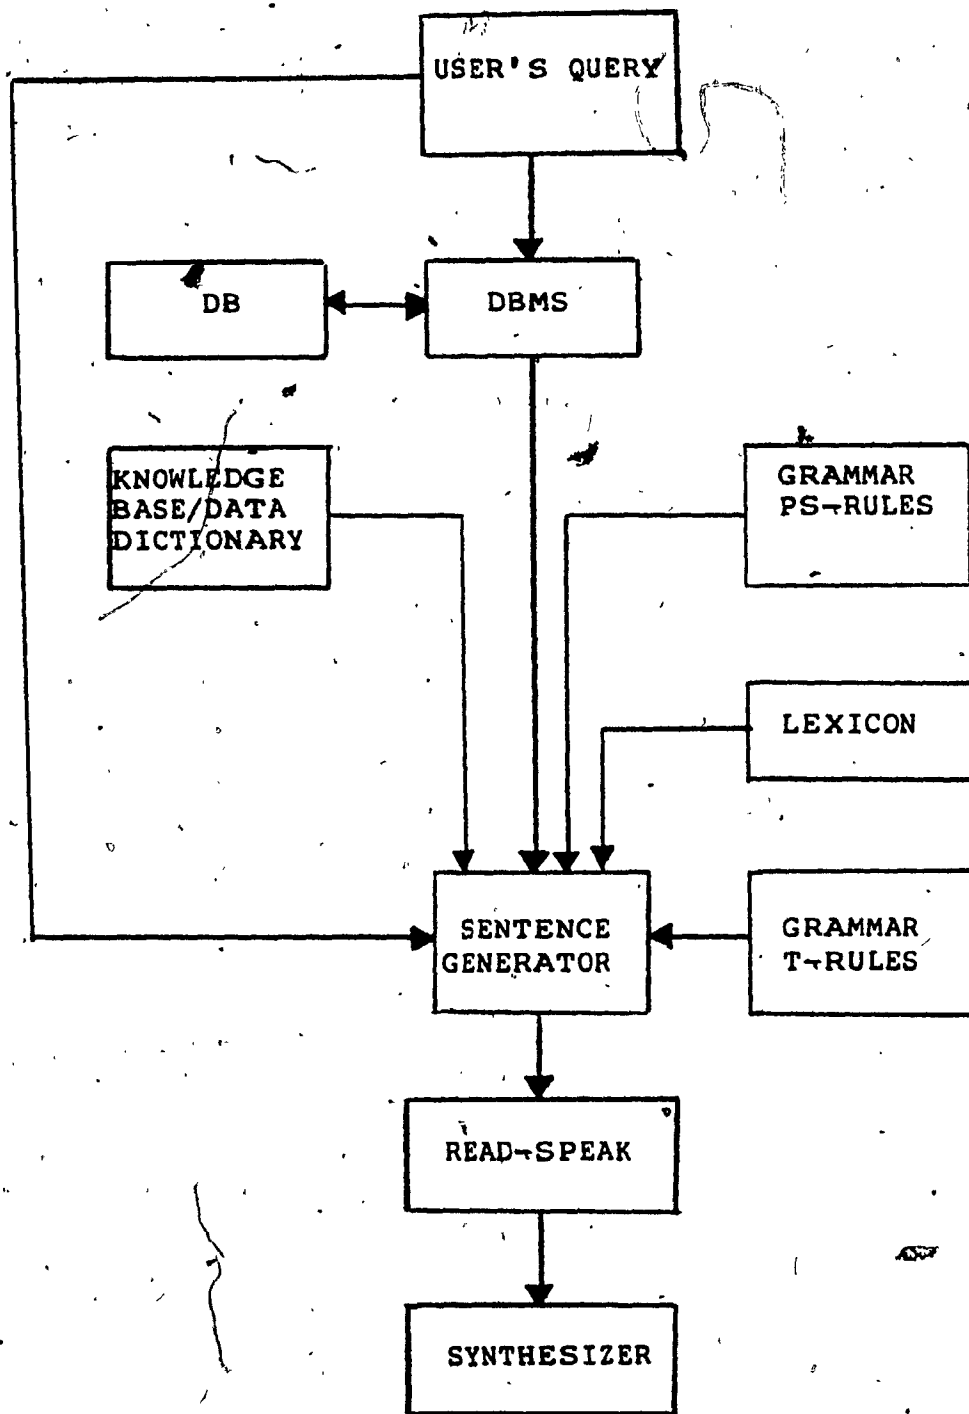 USER'S QUERY
DB
DBMS
KNOWLEDGE
BASE/DATA
DICTIONARY
GRAMMAR
PS-RULES
LEXICON
SENTENCE
GENERATOR
GRAMMAR
T-RULES
READ-SPEAK
SYNTHESIZER